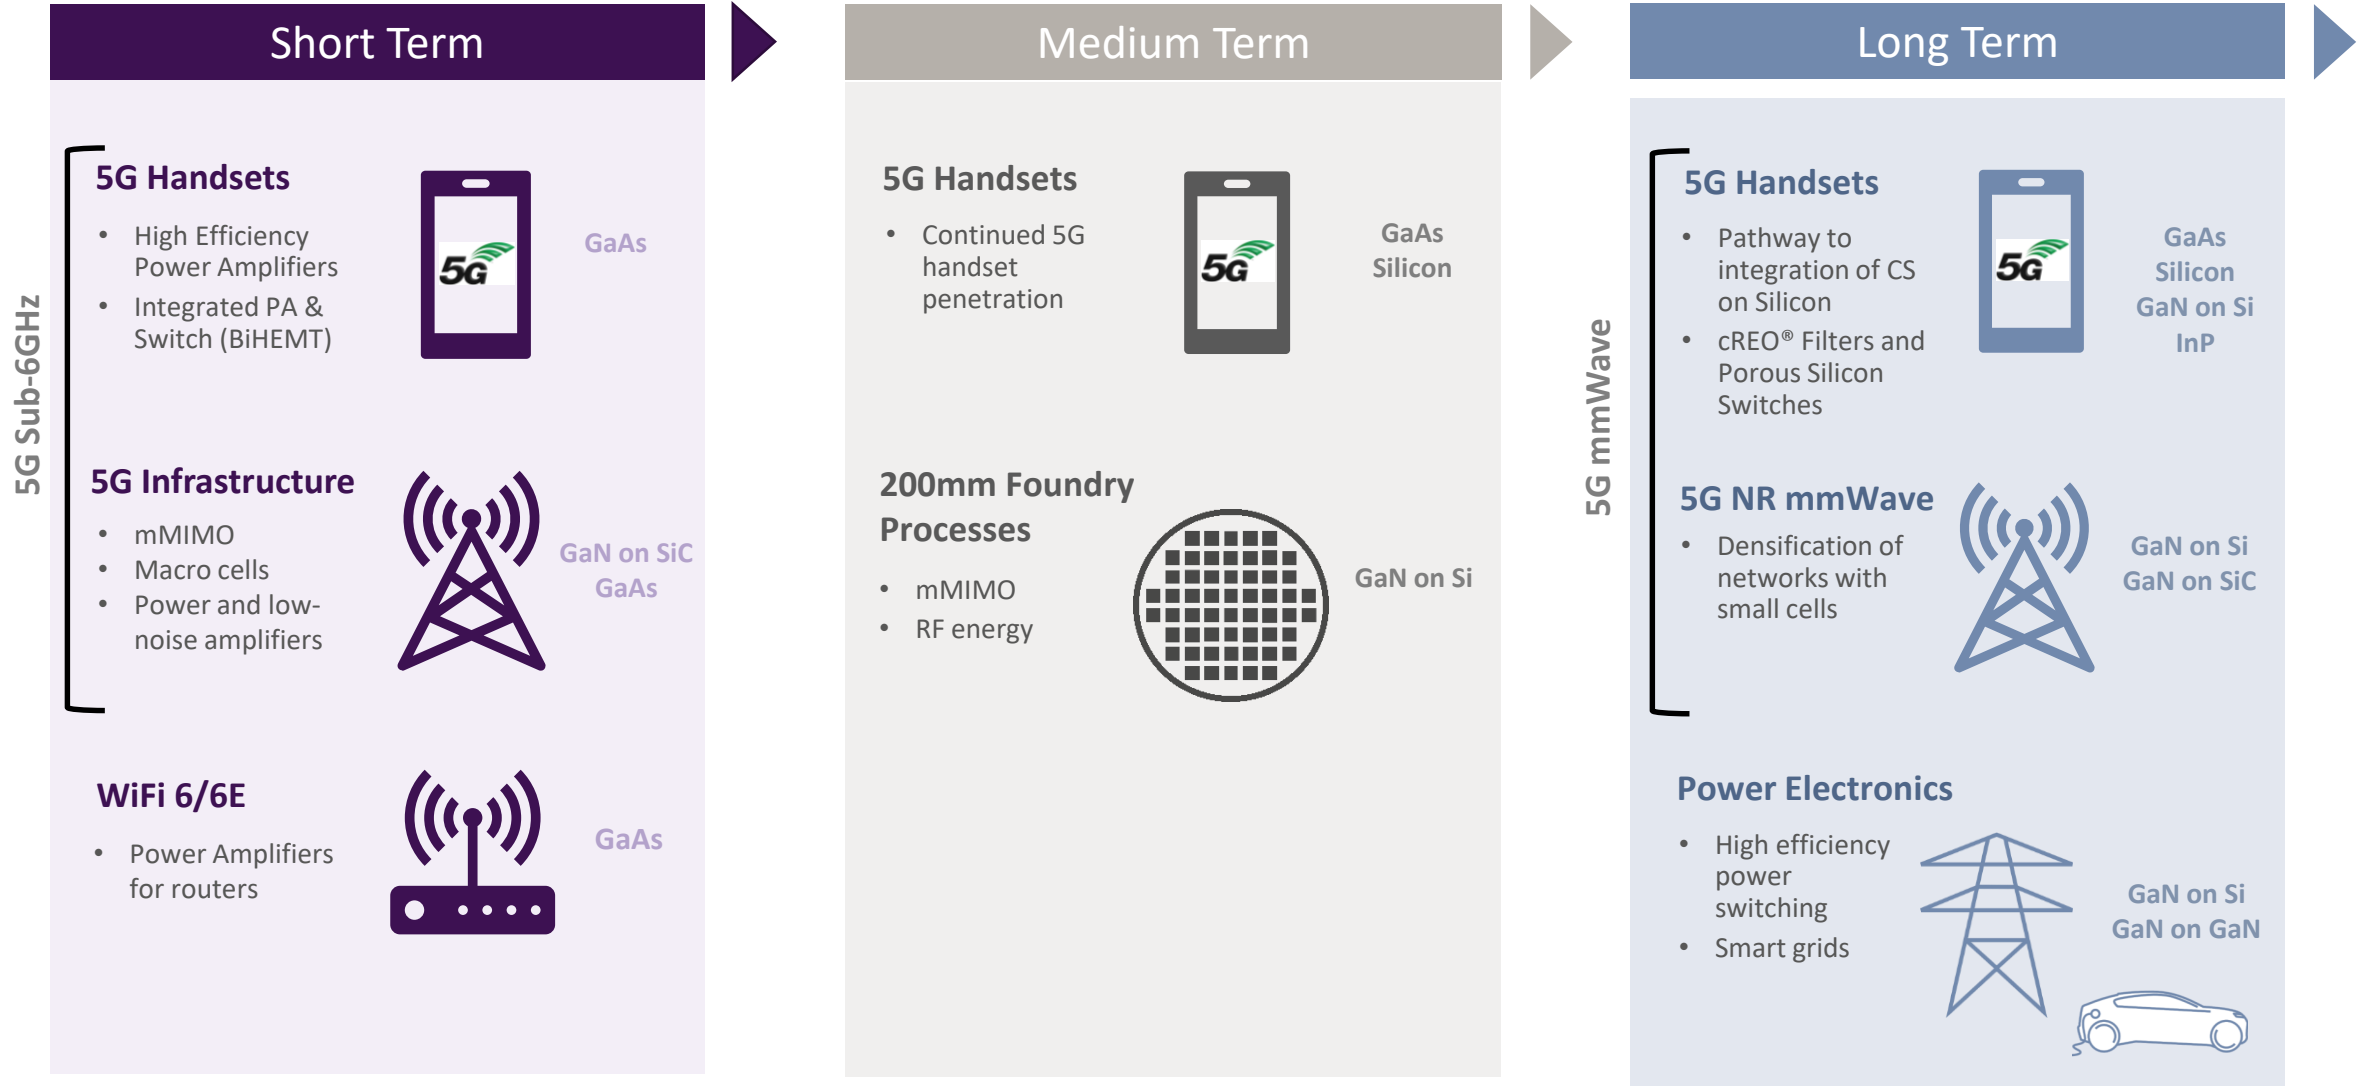 Short Term
5G Sub-6GHz
5G Handsets
• High Efficiency
Power Amplifiers
• Integrated PA &
Switch (BiHEMT)
5G
GaAs
5G Infrastructure
• mMIMO
• Macro cells
• Power and low-
noise amplifiers
GaN on SiC
GaAs
WiFi 6/6E
• Power Amplifiers
for routers
GaAs
Medium Term
5G Handsets
• Continued 5G
handset
penetration
5G
GaAs
Silicon
200mm Foundry
Processes
• mMIMO
• RF energy
GaN on Si
Long Term
5G mmWave
5G Handsets
• Pathway to
integration of CS
on Silicon
• cREO® Filters and
Porous Silicon
Switches
5G
GaAs
Silicon
GaN on Si
InP
5G NR mmWave
• Densification of
networks with
small cells
GaN on Si
GaN on SiC
Power Electronics
• High efficiency
power
switching
• Smart grids
GaN on Si
GaN on GaN